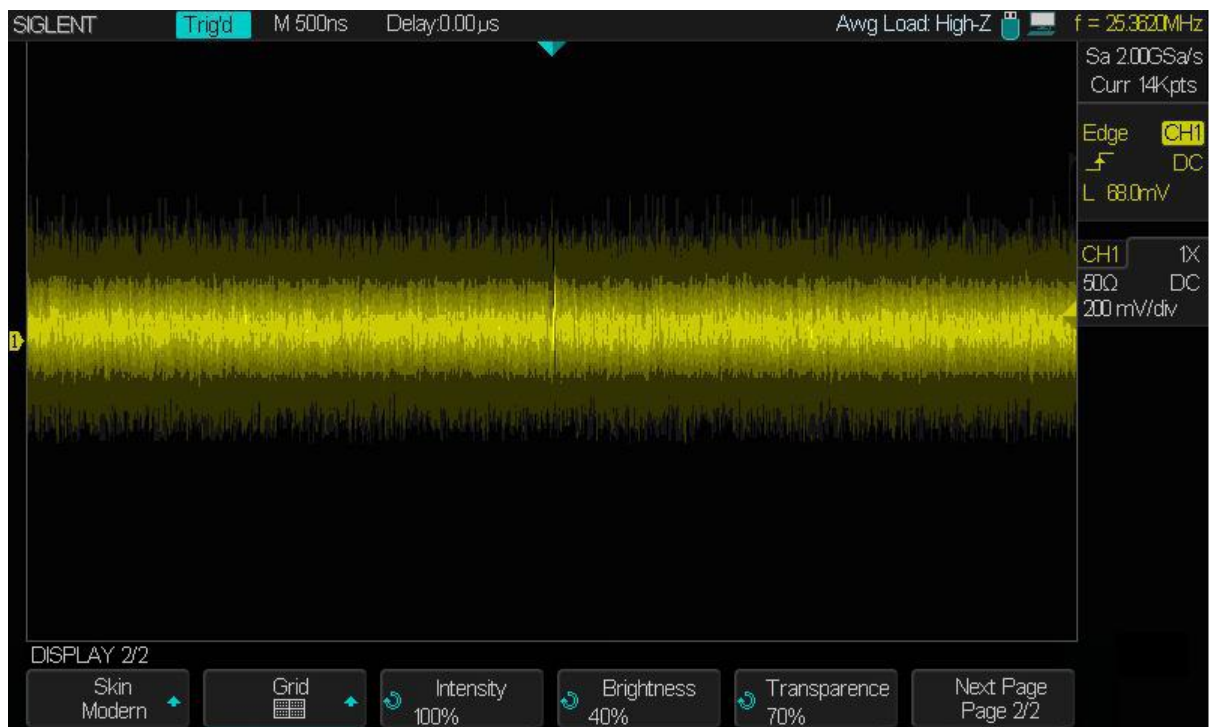 SIGLENT Trig'd M 500ns Delay:0.00µs Awg Load: High-Z f = 25.3620MHz
Sa 2.00GSa/s
Curr 14Kpts
Edge CH1
DC
L 68.0mV
CH1 1X
50Ω DC
200 mV/div
1
DISPLAY 2/2
Skin
Modern
Grid
Intensity
100%
Brightness
40%
Transparence
70%
Next Page
Page 2/2